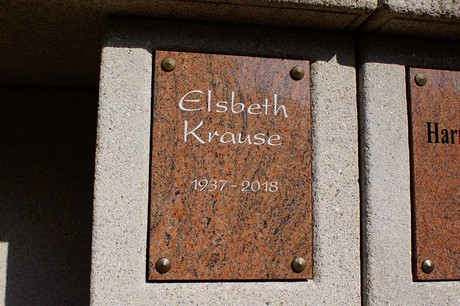 Elsbeth
Krause
1937 - 2018